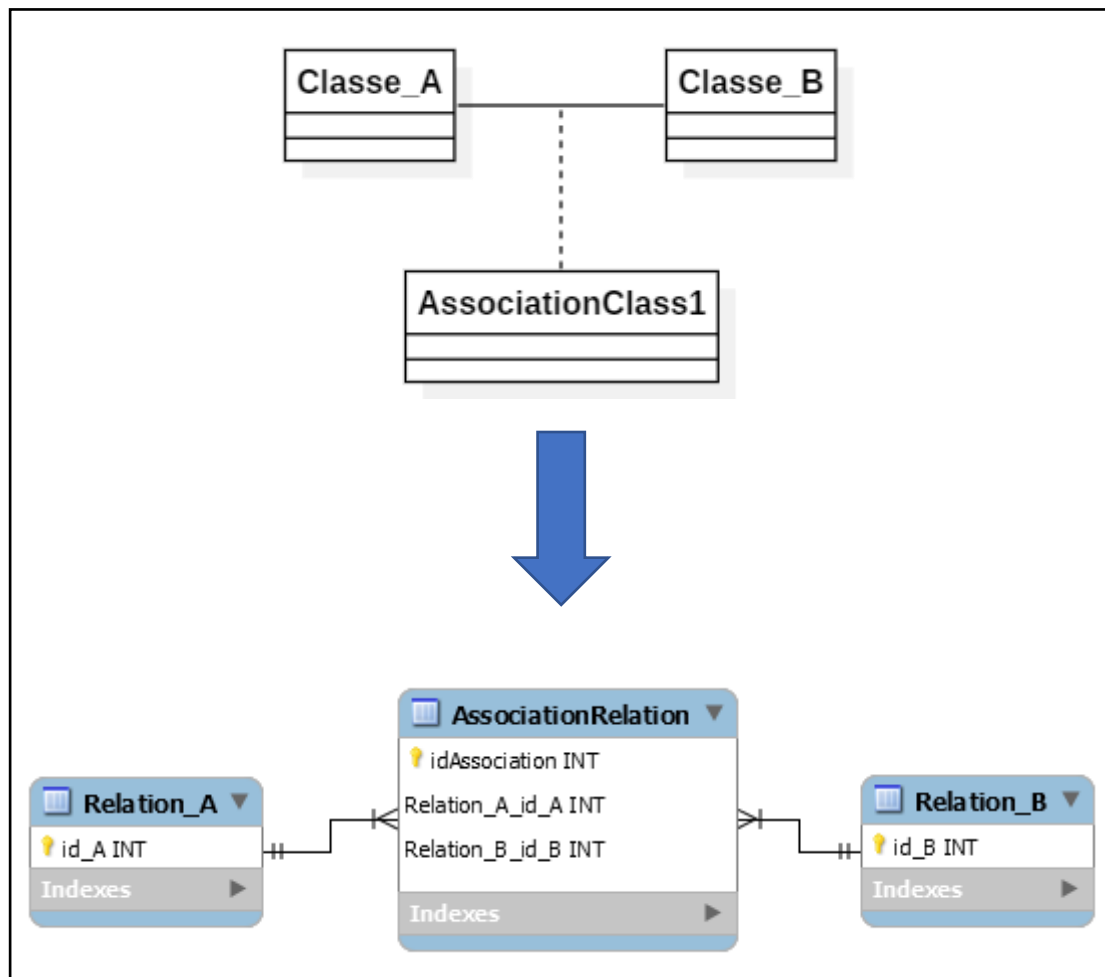 Classe_A
Classe_B
AssociationClass1
AssociationRelation
idAssociation INT
Relation_A_id_A INT
Relation_B_id_B INT
Indexes
Relation_A
id_A INT
Indexes
Relation_B
id_B INT
Indexes